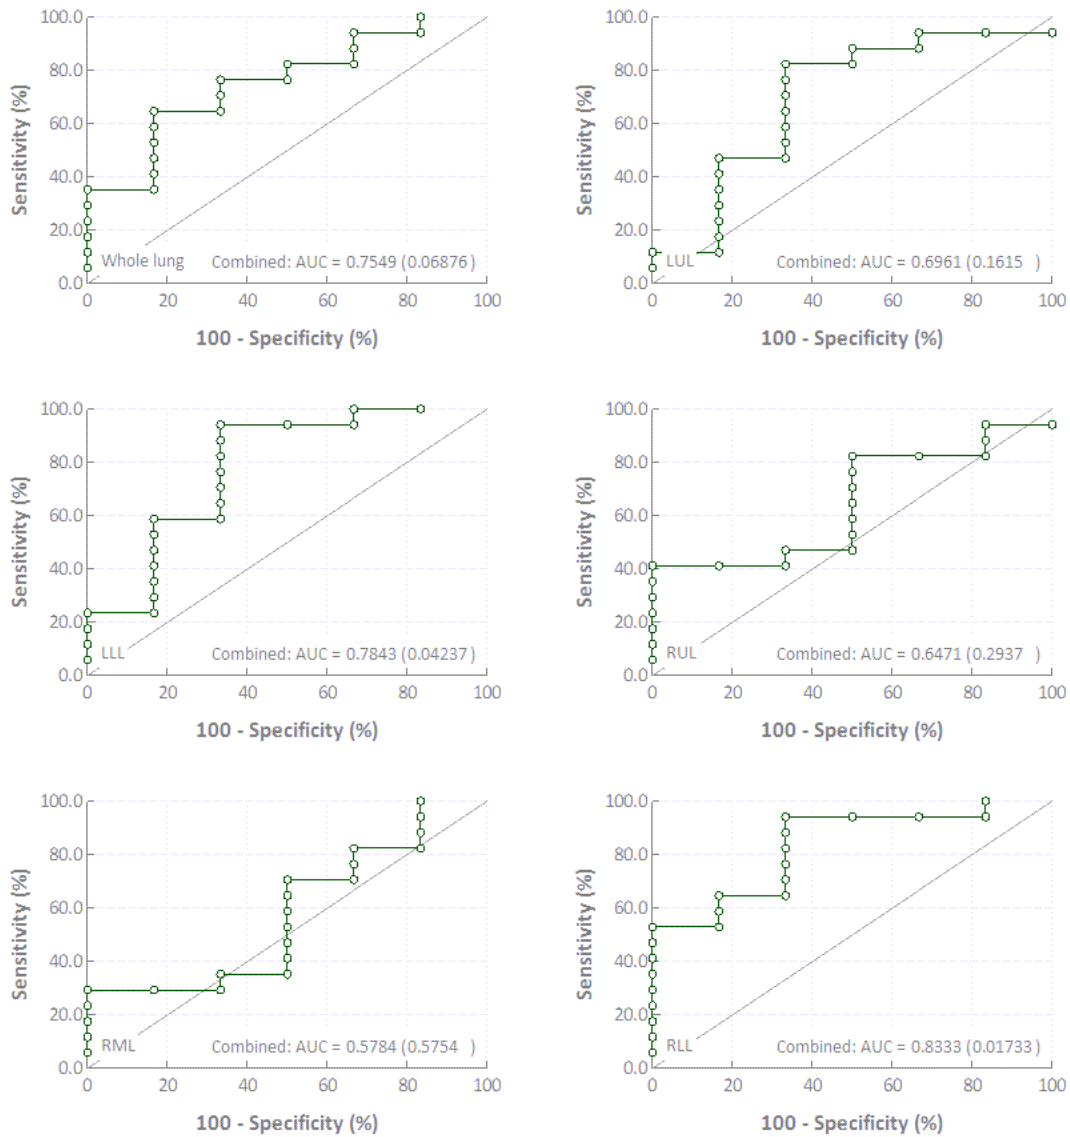 100.0
80.0
60.0
40.0
20.0
0.0
Sensitivity (%)
Whole lung
Combined: AUC = 0.7549 (0.06876 )
0 20 40 60 80 100
100 - Specificity (%)
100.0
80.0
60.0
40.0
20.0
0.0
Sensitivity (%)
LUL
Combined: AUC = 0.6961 (0.1615 )
0 20 40 60 80 100
100 - Specificity (%)
100.0
80.0
60.0
40.0
20.0
0.0
Sensitivity (%)
LLL
Combined: AUC = 0.7843 (0.04237 )
0 20 40 60 80 100
100 - Specificity (%)
100.0
80.0
60.0
40.0
20.0
0.0
Sensitivity (%)
RUL
Combined: AUC = 0.6471 (0.2937 )
0 20 40 60 80 100
100 - Specificity (%)
100.0
80.0
60.0
40.0
20.0
0.0
Sensitivity (%)
RML
Combined: AUC = 0.5784 (0.5754 )
0 20 40 60 80 100
100 - Specificity (%)
100.0
80.0
60.0
40.0
20.0
0.0
Sensitivity (%)
RLL
Combined: AUC = 0.8333 (0.01733 )
0 20 40 60 80 100
100 - Specificity (%)